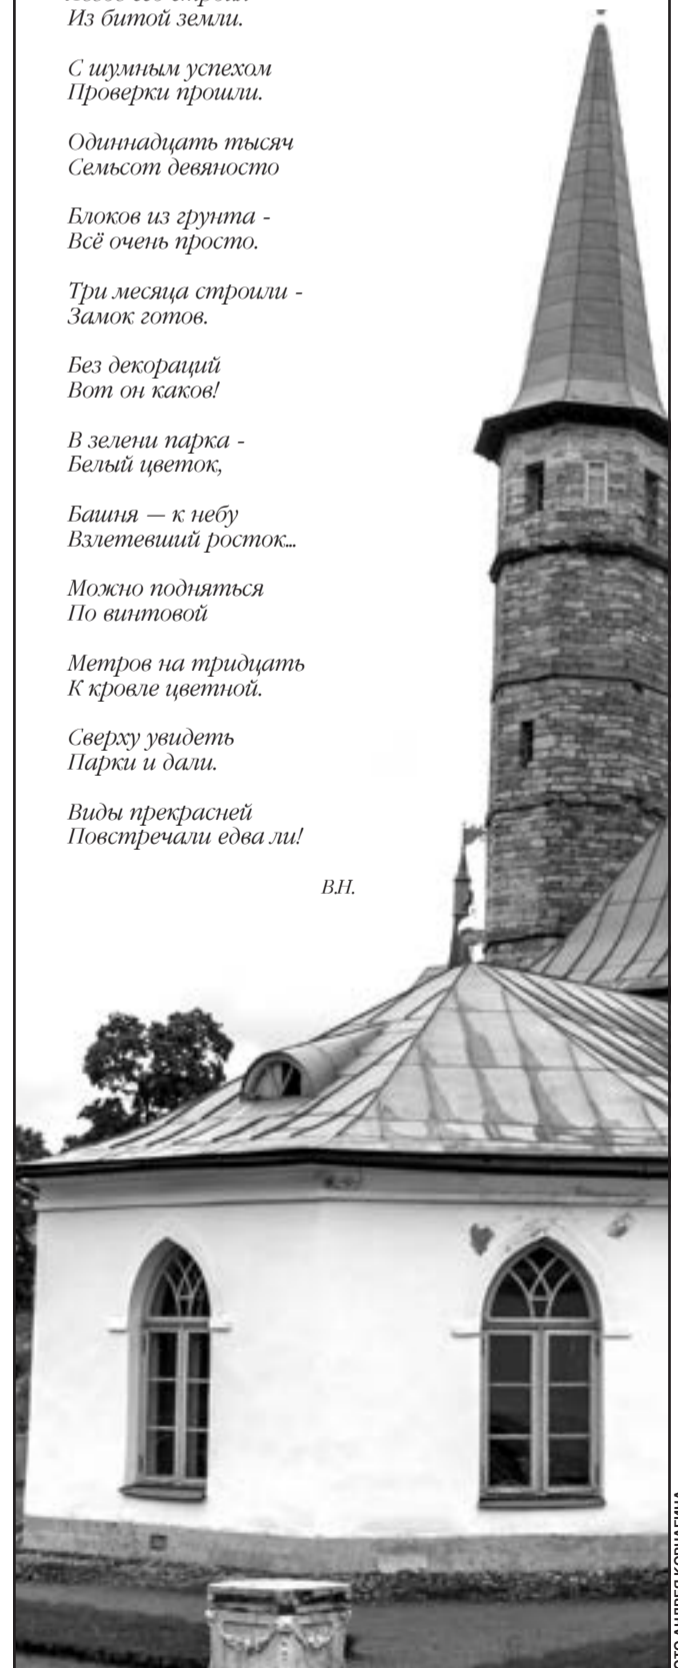 Из битой земли.
С шумным успехом
Проверки прошли.
Одиннадцать тысяч
Семьсот девяносто
Блоков из грунта -
Всё очень просто.
Три месяца строили -
Замок готов.
Без декораций
Вот он каков!
В зелени парка -
Белый цветок,
Башня — к небу
Взлетевший росток...
Можно подняться
По винтовой
Метров на тридцать
К кровле цветной.
Сверху увидеть
Парки и дали.
Виды прекрасней
Повстречали едва ли!
В.Н.
АНДРЕЯ